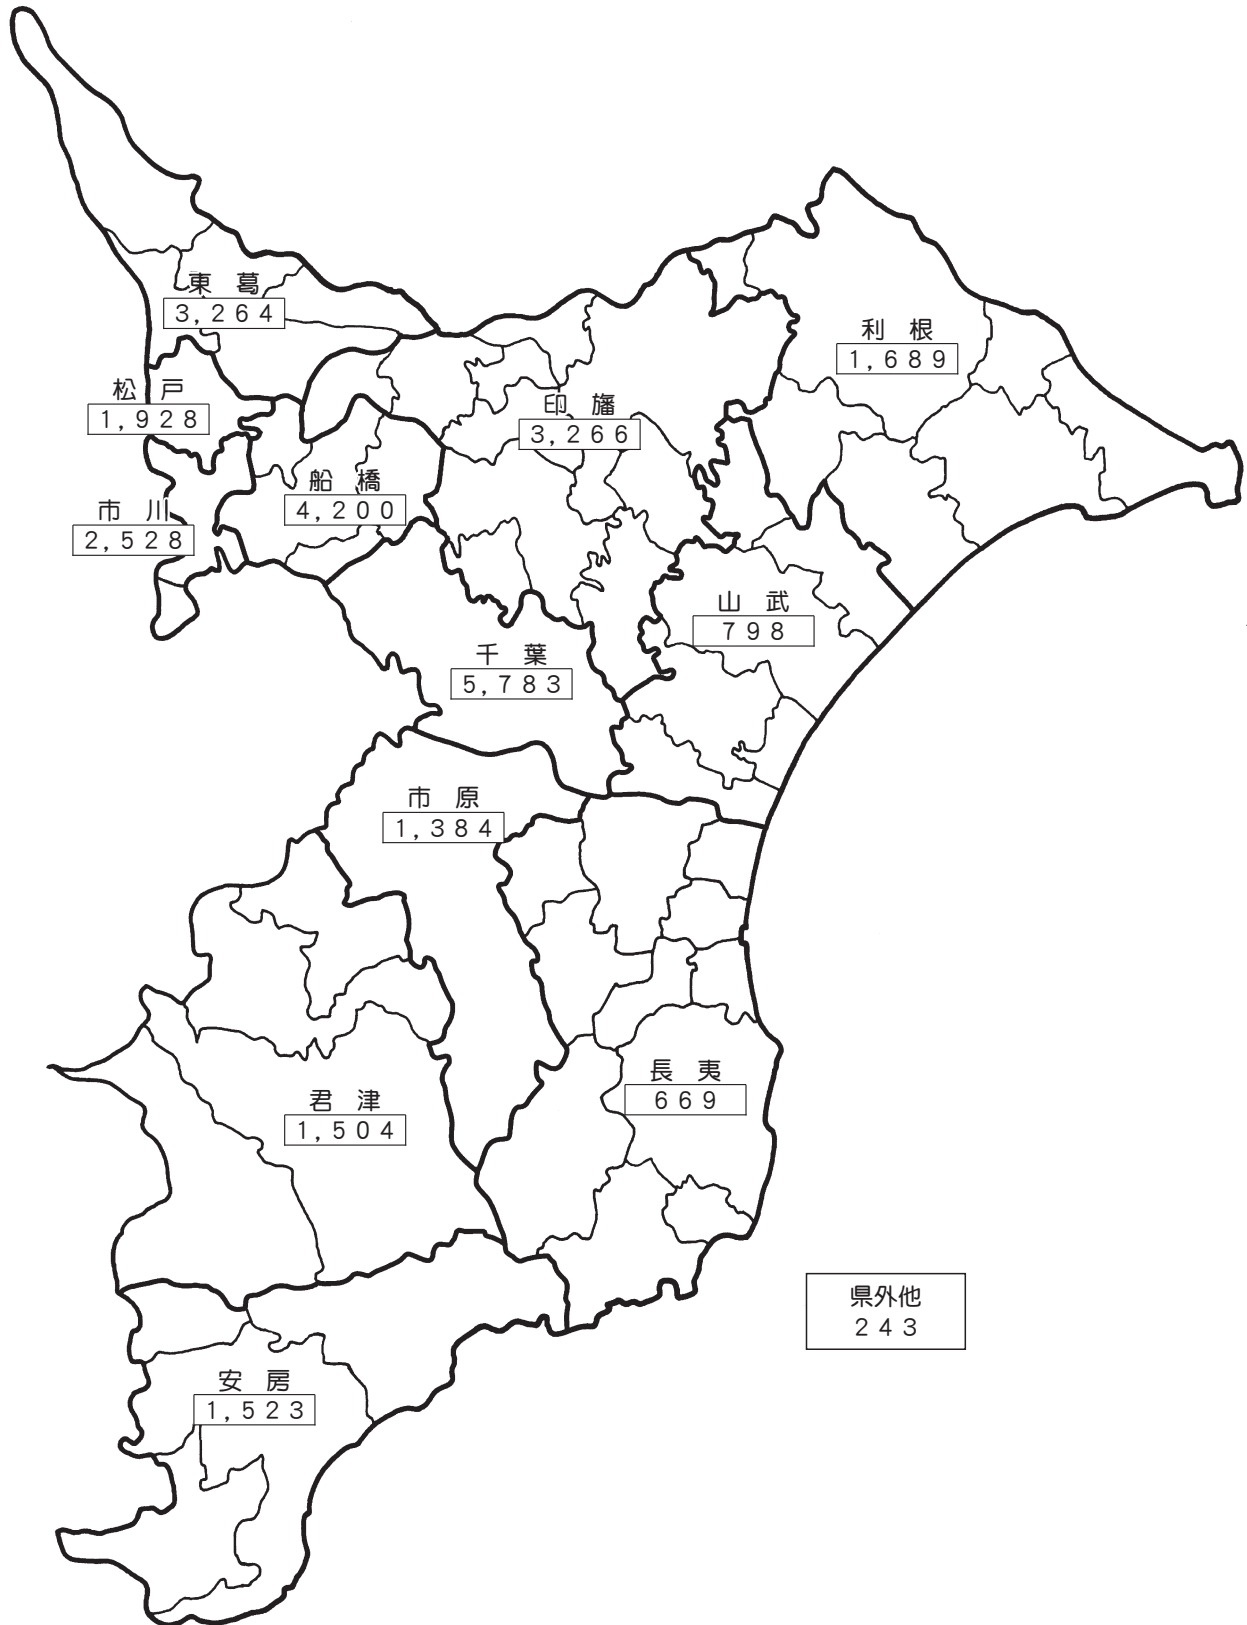 東 葛
3,264
利 根
1,689
松 戸
1,928
印 旛
3,266
船 橋
4,200
市 川
2,528
山 武
798
千 葉
5,783
市 原
1,384
長 夷
669
君 津
1,504
県外他
243
安 房
1,523